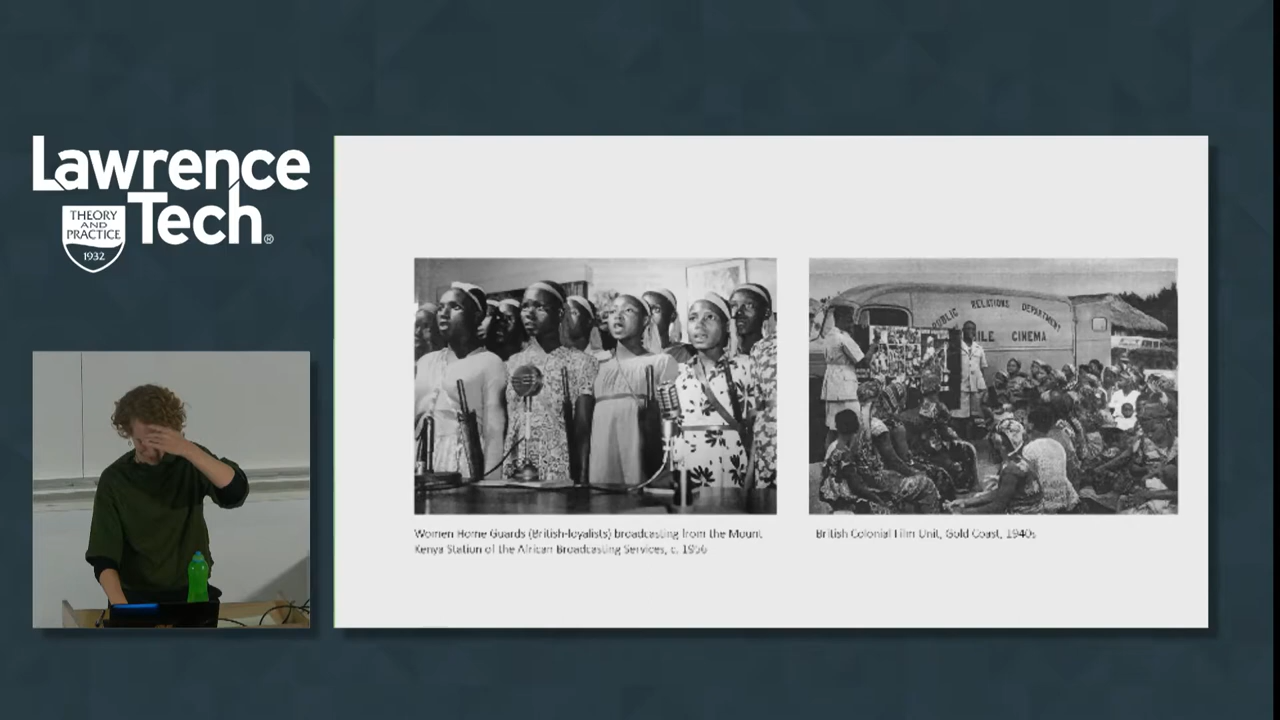 Lawrence
Tech®
THEORY
AND
PRACTICE
1932
PUBLIC RELATIONS DEPARTMENT
ILE CINEMA
Women Home Guards (British-loyalists) broadcasting from the Mount
Kenya Station of the African Broadcasting Services, c. 1956
British Colonial Film Unit, Gold Coast, 1940s